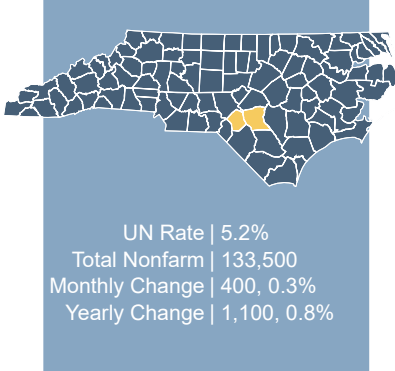 UN Rate | 5.2%
Total Nonfarm | 133,500
Monthly Change | 400, 0.3%
Yearly Change | 1,100, 0.8%